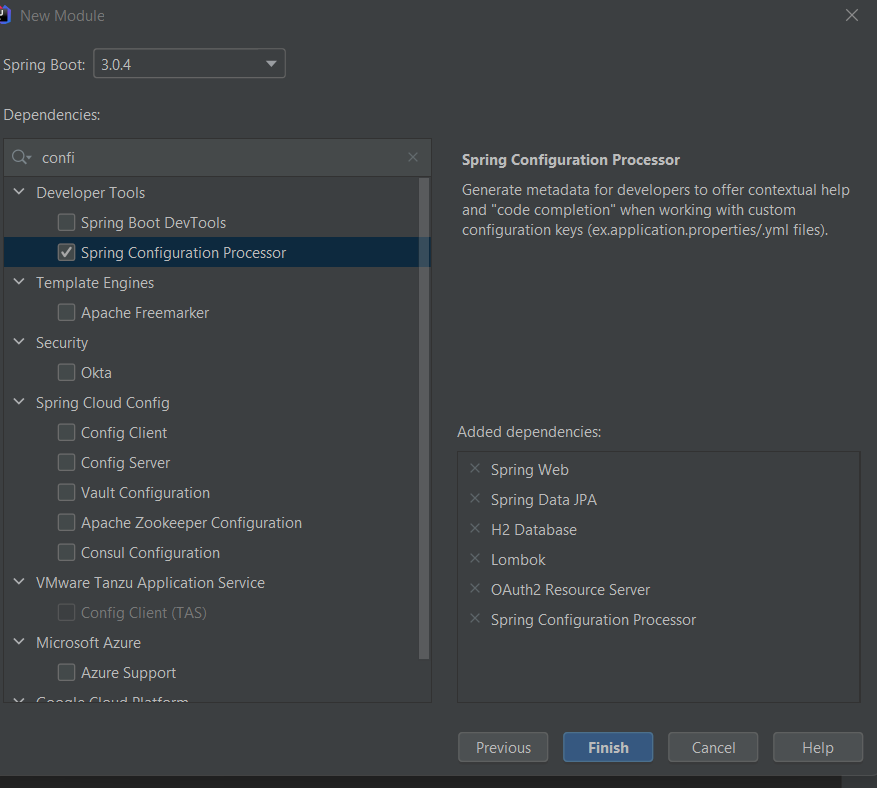 New Module
Spring Boot: 3.0.4
Dependencies:
confi
Developer Tools
Spring Boot DevTools
Spring Configuration Processor
Template Engines
Apache Freemarker
Security
Okta
Spring Cloud Config
Config Client
Config Server
Vault Configuration
Apache Zookeeper Configuration
Consul Configuration
VMware Tanzu Application Service
Config Client (TAS)
Microsoft Azure
Azure Support
Google Cloud Platform
Spring Configuration Processor
Generate metadata for developers to offer contextual help
and "code completion" when working with custom
configuration keys (ex.application.properties/.yml files).
Added dependencies:
Spring Web
Spring Data JPA
H2 Database
Lombok
OAuth2 Resource Server
Spring Configuration Processor
Previous
Finish
Cancel
Help